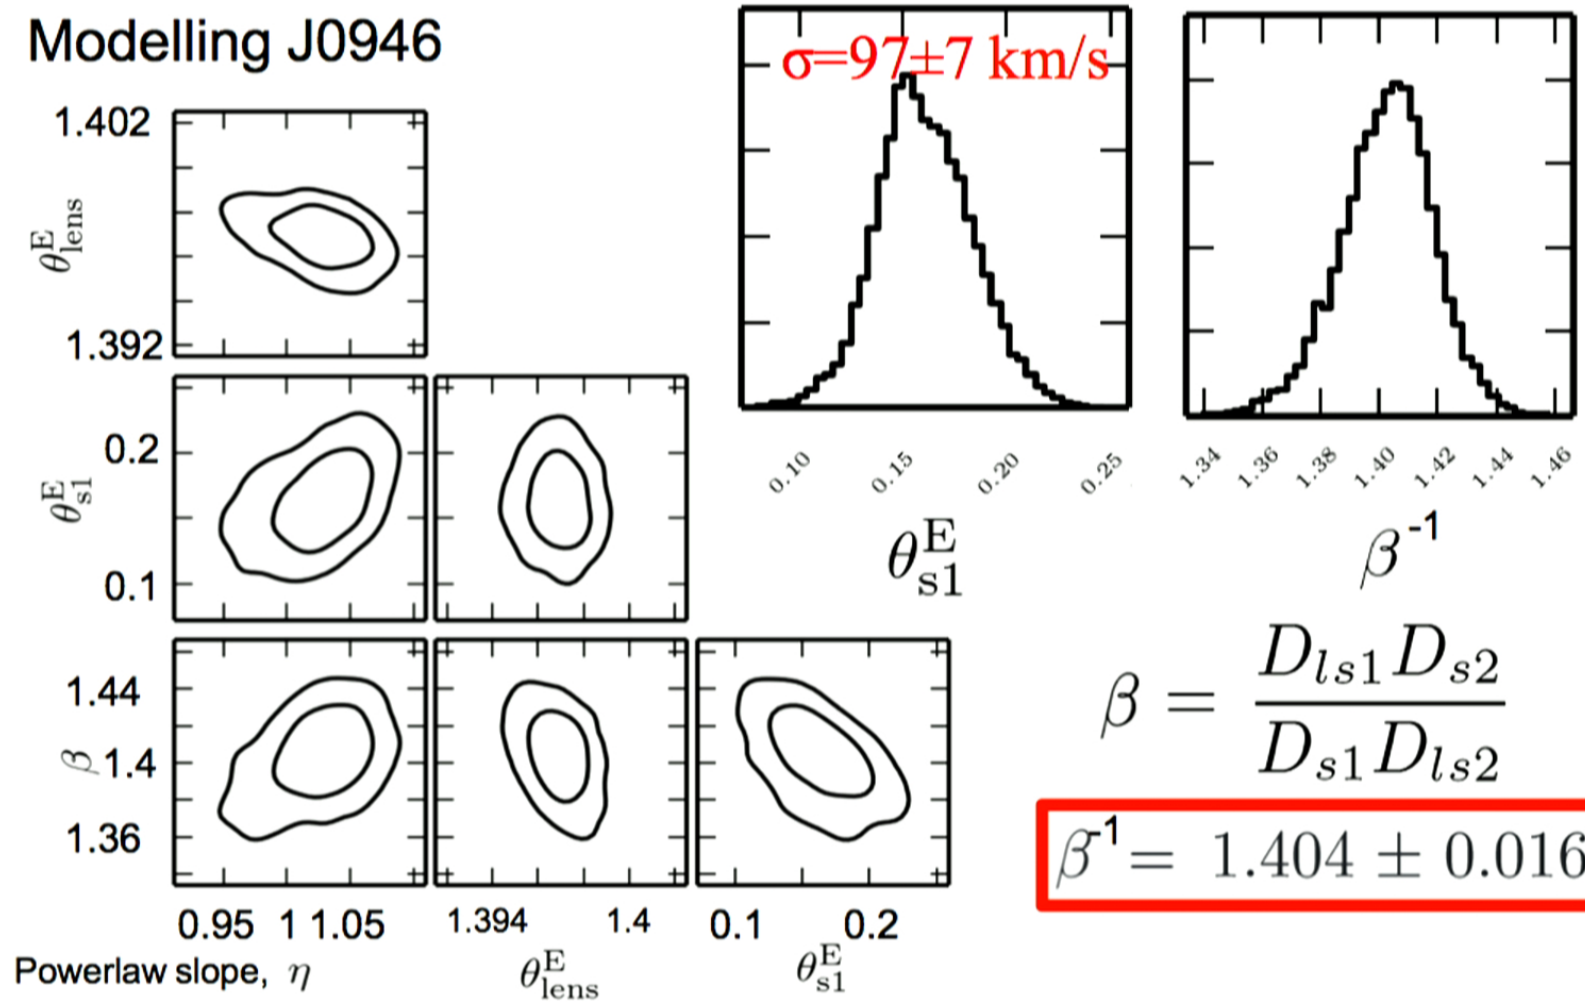 Modelling J0946
1.402
θ^E_lens
1.392
0.2
θ^E_s1
0.1
1.44
β 1.4
1.36
0.95 1 1.05
1.394 1.4
0.1 0.2
Powerlaw slope, η
θ^E_lens
θ^E_s1
σ=97±7 km/s
0.10 0.15 0.20 0.25
θ^E_s1
1.34 1.36 1.38 1.40 1.42 1.44 1.46
β^-1
β = D_ls1 D_s2 / D_s1 D_ls2
β^-1 = 1.404 ± 0.016